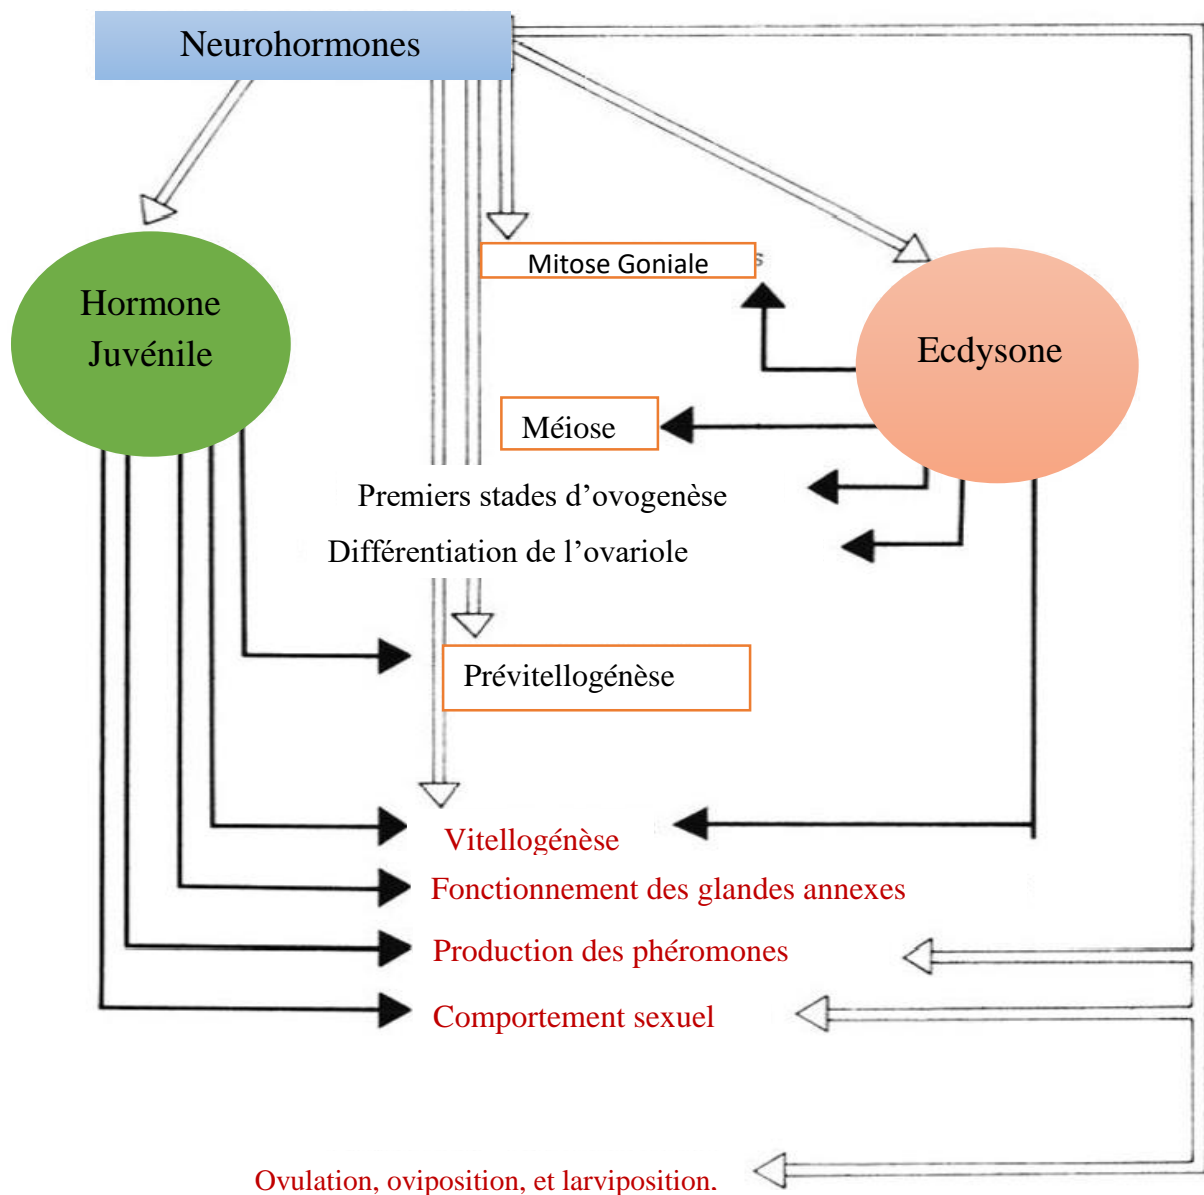 Neurohormones
Mitose Goniale
s
Hormone
Juvénile
Ecdysone
Méiose
Premiers stades d’ovogenèse
Différentiation de l’ovariole
Prévitellogénèse
Vitellogénèse
Fonctionnement des glandes annexes
Production des phéromones
Comportement sexuel
Ovulation, oviposition, et larviposition.